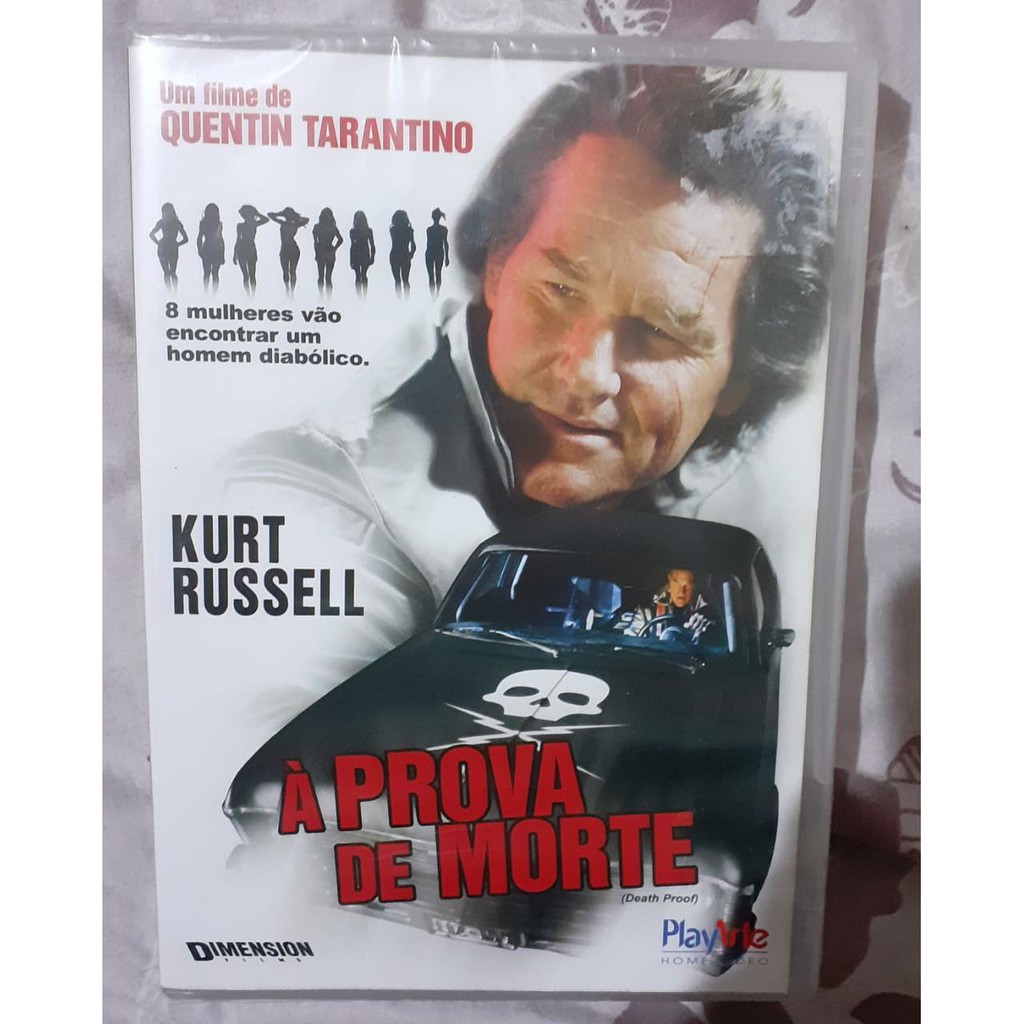 Um filme de
QUENTIN TARANTINO
8 mulheres vão
encontrar um
homem diabólico.
KURT
RUSSELL
À PROVA
DE MORTE
(Death Proof)
DIMENSION
FILMS
PlayArte
HOME VIDEO